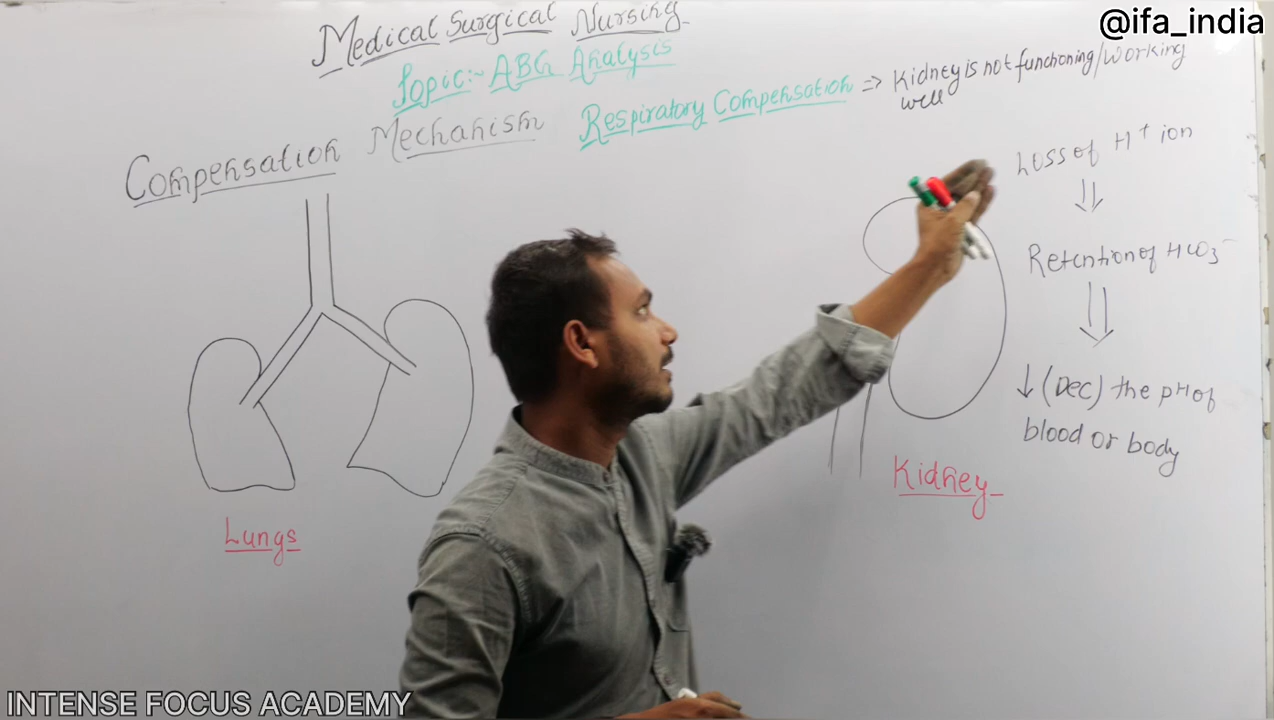 @ifa_india
Medical Surgical Nursing
Topic:- ABG Analysis
Compensation Mechanism
Respiratory Compensation => Kidney is not functioning/working
well
Loss of H+ ion
Retention of HCO3-
↓ (Dec) the pH of
blood or body
Kidney
Lungs
INTENSE FOCUS ACADEMY